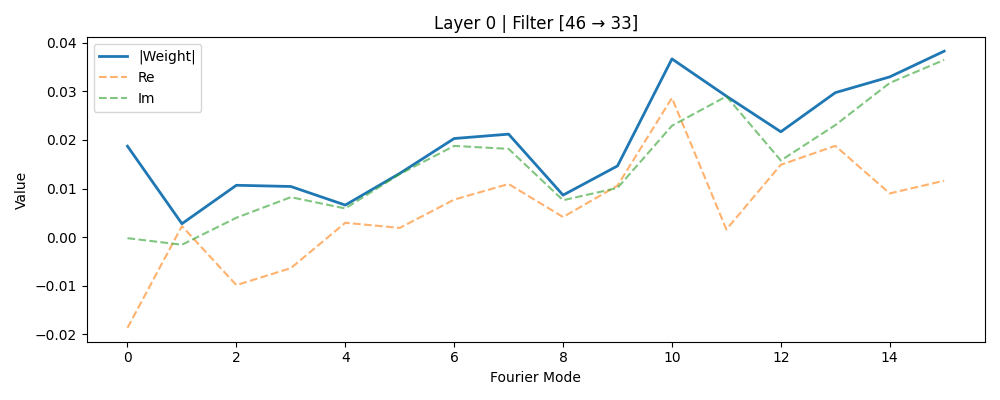 Layer 0 | Filter [46 → 33]
0.04
0.03
0.02
0.01
0.00
−0.01
−0.02
Value
|Weight|
Re
Im
0 2 4 6 8 10 12 14
Fourier Mode